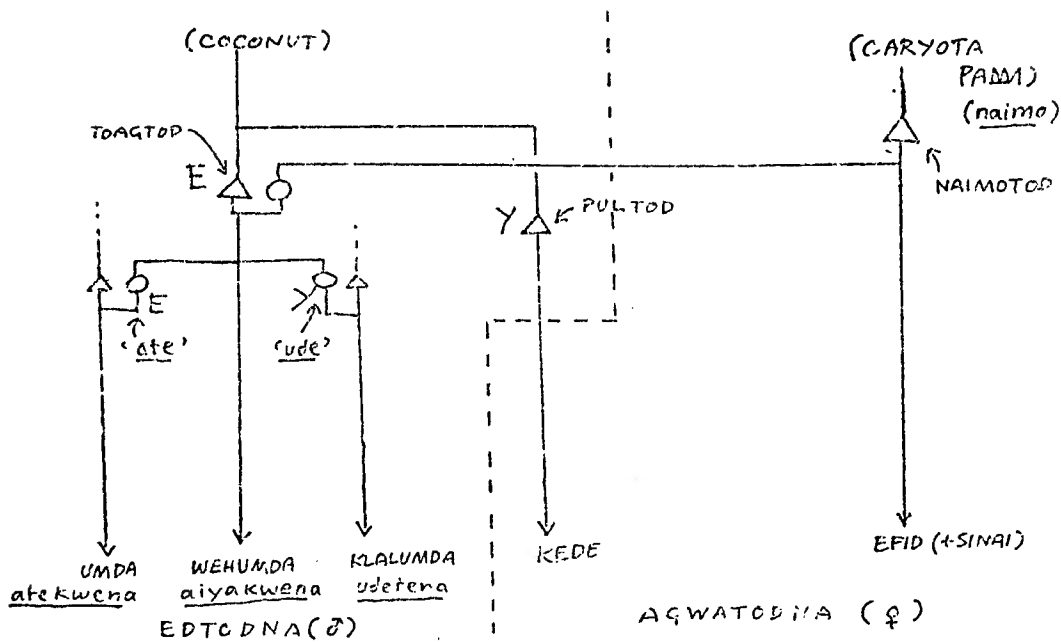 (COCONUT)
(CARYOTA
PALM)
(naimo)
TOAGTOD
E
NAIMOTOD
Y
PULTOD
E
Y
'ate'
'ude'
UMDA
atekwena
WEHUMDA
aiyakwena
KLALUMDA
udetena
KEDE
EFID (+SINAI)
EDTODNA (♂)
AGWATODNA (♀)